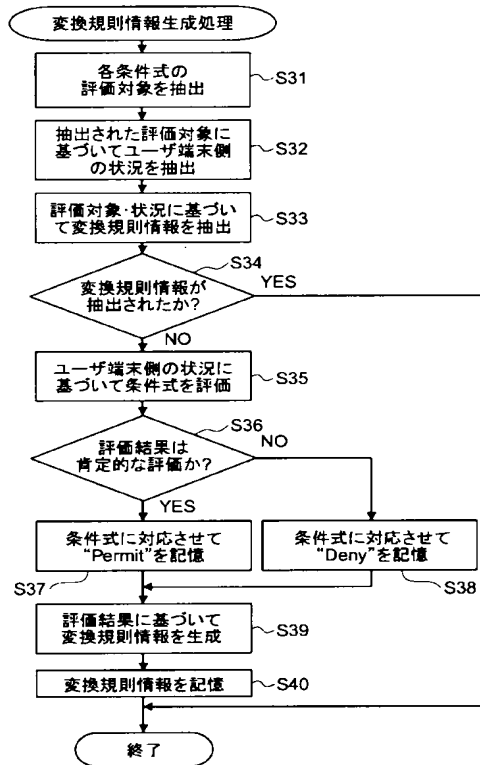 変換規則情報生成処理
各条件式の
評価対象を抽出
S31
抽出された評価対象に
基づいてユーザ端末側
の状況を抽出
S32
評価対象・状況に基づい
て変換規則情報を抽出
S33
S34
変換規則情報が
抽出されたか?
YES
NO
ユーザ端末側の状況に
基づいて条件式を評価
S35
S36
評価結果は
肯定的な評価か?
NO
YES
条件式に対応させて
“Permit”を記憶
S37
条件式に対応させて
“Deny”を記憶
S38
評価結果に基づいて
変換規則情報を生成
S39
変換規則情報を記憶
S40
終了